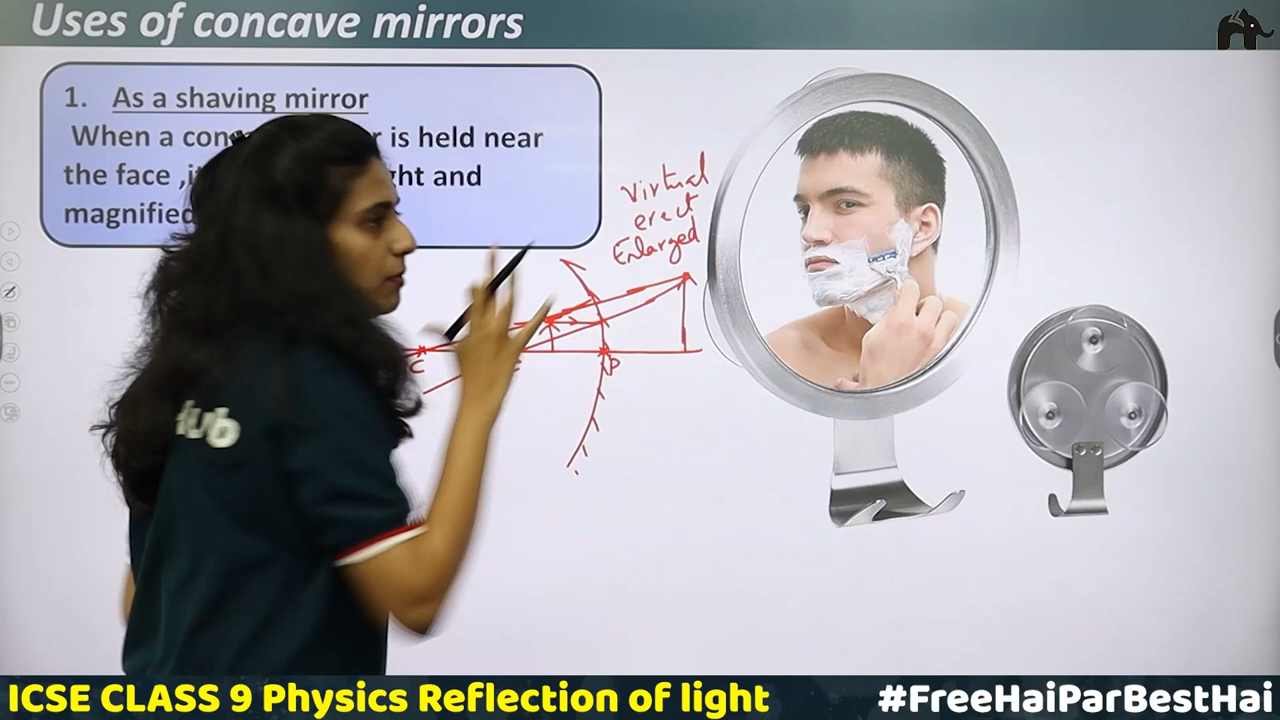 Uses of concave mirrors
1. As a shaving mirror
When a con r is held near
the face ,i ght and
magnified
Virtual
erect
Enlarged
C
P
ub
ICSE CLASS 9 Physics Reflection of light
#FreeHaiParBestHai